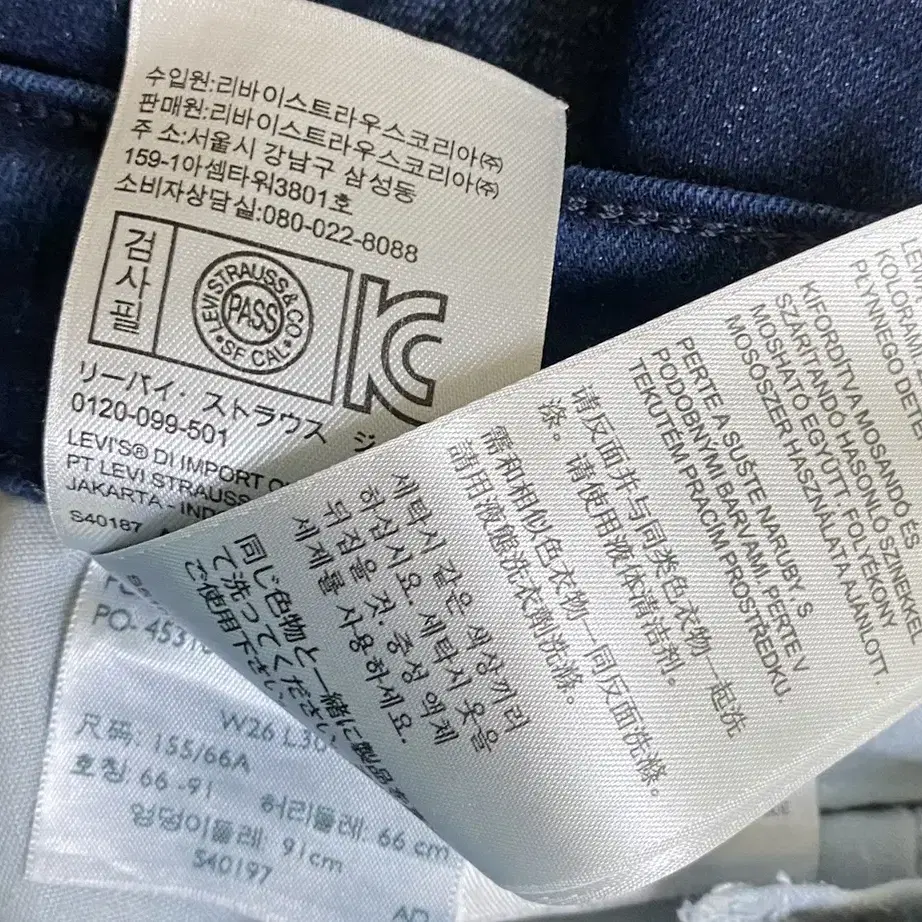 수입원:리바이스트라우스코리아(주)
판매원:리바이스트라우스코리아(주)
주 소:서울시 강남구 삼성동
159-1아셈타워3801호
소비자상담실:080-022-8088
검사필
LEVI STRAUSS & CO
PASS
SF CAL
リーバイ．ストラウス
0120-099-501
LEVI'S® DI IMPORT
PT LEVI STRAUSS
JAKARTA - IND
S40187
KIFORDÍTVA MOSANDÓ ÉS
SZÁRÍTANDÓ HASONLÓ SZÍNEKKEL
MOSHATÓ EGYÜTT. FOLYÉKONY
MOSÓSZER HASZNÁLATA AJÁNLOTT.
PERTE A SUŠTE NARUBY S
PODOBNÝMI BARVAMI. PERTE V
TEKUTÉM PRACÍM PROSTŘEDKU.
请反面并与同类色衣物一起洗
涤。请使用液体清洁剂。
需和相似色衣物一同反面洗滌
請用液態洗衣削洗滌。
세탁시 같은 색상끼리
하십시요. 세탁시 옷을
뒤집을 것. 중성 액체
세제를 사용하세요.
同じ色物と一緒に製品を
て洗ってください
ご使用下さい。
PO- 4531
W26 L30
尺码: 155/66A
호칭 66 -91 허리둘레: 66 cm
엉덩이둘레: 91cm
S40197